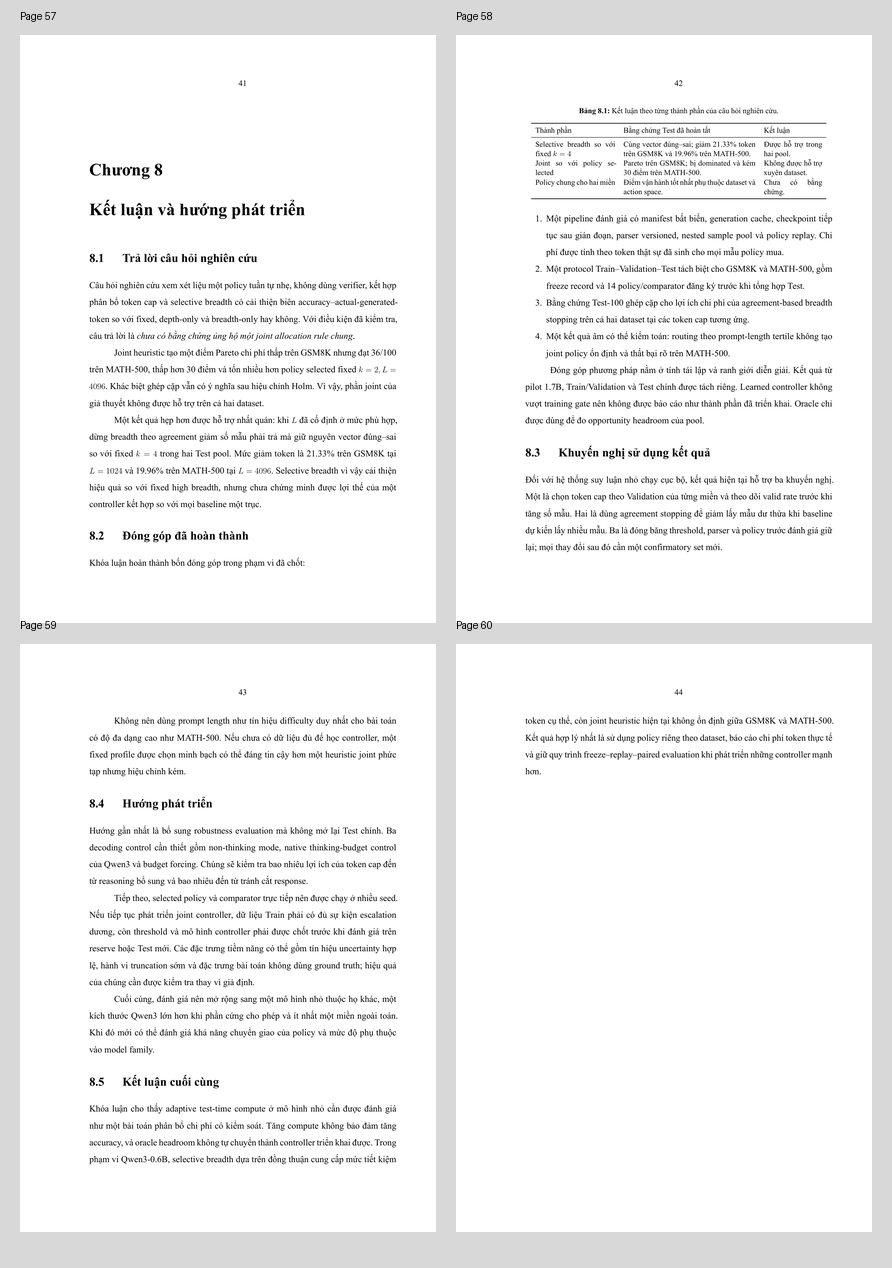 Page 57
41
Chương 8
Kết luận và hướng phát triển
8.1 Trả lời câu hỏi nghiên cứu
Câu hỏi nghiên cứu xem xét liệu một policy tuần tự nhẹ, không dùng verifier, kết hợp
phân bổ token cap và selective breadth có cải thiện biên accuracy–actual-generated-
token so với fixed, depth-only và breadth-only hay không. Với điều kiện đã kiểm tra,
câu trả lời là chưa có bằng chứng ủng hộ một joint allocation rule chung.
Joint heuristic tạo một điểm Pareto chi phí thấp trên GSM8K nhưng đạt 36/100
trên MATH-500, thấp hơn 30 điểm và tốn nhiều hơn policy selected fixed k = 2, L =
4096. Khác biệt ghép cặp vẫn có ý nghĩa sau hiệu chỉnh Holm. Vì vậy, phần joint của
giả thuyết không được hỗ trợ trên cả hai dataset.
Một kết quả hẹp hơn được hỗ trợ nhất quán: khi L đã cố định ở mức phù hợp,
dừng breadth theo agreement giảm số mẫu phải trả mà giữ nguyên vector đúng–sai
so với fixed k = 4 trong hai Test pool. Mức giảm token là 21.33% trên GSM8K tại
L = 1024 và 19.96% trên MATH-500 tại L = 4096. Selective breadth vì vậy cải thiện
hiệu quả so với fixed high breadth, nhưng chưa chứng minh được lợi thế của một
controller kết hợp so với mọi baseline một trục.
8.2 Đóng góp đã hoàn thành
Khóa luận hoàn thành bốn đóng góp trong phạm vi đã chốt:
Page 58
42
Bảng 8.1: Kết luận theo từng thành phần của câu hỏi nghiên cứu.
Thành phần Bằng chứng Test đã hoàn tất Kết luận
Selective breadth so với Cùng vector đúng–sai; giảm 21.33% token Được hỗ trợ trong
fixed k = 4 trên GSM8K và 19.96% trên MATH-500. hai pool.
Joint so với policy se- Pareto trên GSM8K; bị dominated và kém Không được hỗ trợ
lected 30 điểm trên MATH-500. xuyên dataset.
Policy chung cho hai miền Điểm vận hành tốt nhất phụ thuộc dataset và Chưa có bằng
action space. chứng.
1. Một pipeline đánh giá có manifest bất biến, generation cache, checkpoint tiếp
tục sau gián đoạn, parser versioned, nested sample pool và policy replay. Chi
phí được tính theo token thật sự đã sinh cho mọi mẫu policy mua.
2. Một protocol Train–Validation–Test tách biệt cho GSM8K và MATH-500, gồm
freeze record và 14 policy/comparator đăng ký trước khi tổng hợp Test.
3. Bằng chứng Test-100 ghép cặp cho lợi ích chi phí của agreement-based breadth
stopping trên cả hai dataset tại các token cap tương ứng.
4. Một kết quả âm có thể kiểm toán: routing theo prompt-length tertile không tạo
joint policy ổn định và thất bại rõ trên MATH-500.
Đóng góp phương pháp nằm ở tính tái lập và ranh giới diễn giải. Kết quả từ
pilot 1.7B, Train/Validation và Test chính được tách riêng. Learned controller không
vượt training gate nên không được báo cáo như thành phần đã triển khai. Oracle chỉ
được dùng để đo opportunity headroom của pool.
8.3 Khuyến nghị sử dụng kết quả
Đối với hệ thống suy luận nhỏ chạy cục bộ, kết quả hiện tại hỗ trợ ba khuyến nghị.
Một là chọn token cap theo Validation của từng miền và theo dõi valid rate trước khi
tăng số mẫu. Hai là dùng agreement stopping để giảm lấy mẫu dư thừa khi baseline
dự kiến lấy nhiều mẫu. Ba là đóng băng threshold, parser và policy trước đánh giá giữ
lại; mọi thay đổi sau đó cần một confirmatory set mới.
Page 59
43
Không nên dùng prompt length như tín hiệu difficulty duy nhất cho bài toán
có độ đa dạng cao như MATH-500. Nếu chưa có dữ liệu đủ để học controller, một
fixed profile được chọn minh bạch có thể đáng tin cậy hơn một heuristic joint phức
tạp nhưng hiệu chỉnh kém.
8.4 Hướng phát triển
Hướng gần nhất là bổ sung robustness evaluation mà không mở lại Test chính. Ba
decoding control cần thiết gồm non-thinking mode, native thinking-budget control
của Qwen3 và budget forcing. Chúng sẽ kiểm tra bao nhiêu lợi ích của token cap đến
từ reasoning bổ sung và bao nhiêu đến từ tránh cắt response.
Tiếp theo, selected policy và comparator trực tiếp nên được chạy ở nhiều seed.
Nếu tiếp tục phát triển joint controller, dữ liệu Train phải có đủ sự kiện escalation
dương, còn threshold và mô hình controller phải được chốt trước khi đánh giá trên
reserve hoặc Test mới. Các đặc trưng tiềm năng có thể gồm tín hiệu uncertainty hợp
lệ, hành vi truncation sớm và đặc trưng bài toán không dùng ground truth; hiệu quả
của chúng cần được kiểm tra thay vì giả định.
Cuối cùng, đánh giá nên mở rộng sang một mô hình nhỏ thuộc họ khác, một
kích thước Qwen3 lớn hơn khi phần cứng cho phép và ít nhất một miền ngoài toán.
Khi đó mới có thể đánh giá khả năng chuyển giao của policy và mức độ phụ thuộc
vào model family.
8.5 Kết luận cuối cùng
Khóa luận cho thấy adaptive test-time compute ở mô hình nhỏ cần được đánh giá
như một bài toán phân bổ chi phí có kiểm soát. Tăng compute không bảo đảm tăng
accuracy, và oracle headroom không tự chuyển thành controller triển khai được. Trong
phạm vi Qwen3-0.6B, selective breadth dựa trên đồng thuận cung cấp mức tiết kiệm
Page 60
44
token cụ thể, còn joint heuristic hiện tại không ổn định giữa GSM8K và MATH-500.
Kết quả hợp lý nhất là sử dụng policy riêng theo dataset, báo cáo chi phí token thực tế
và giữ quy trình freeze–replay–paired evaluation khi phát triển những controller mạnh
hơn.